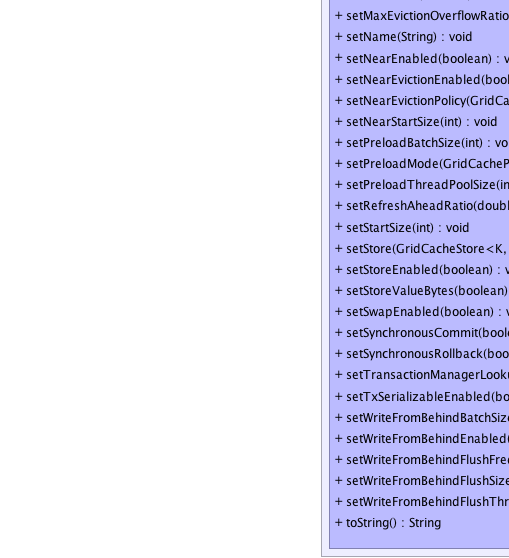 + setMaxEvictionOverflowRatio
+ setName(String) : void
+ setNearEnabled(boolean) : v
+ setNearEvictionEnabled(bool
+ setNearEvictionPolicy(GridCa
+ setNearStartSize(int) : void
+ setPreloadBatchSize(int) : vo
+ setPreloadMode(GridCacheP
+ setPreloadThreadPoolSize(in
+ setRefreshAheadRatio(doubl
+ setStartSize(int) : void
+ setStore(GridCacheStore<K,
+ setStoreEnabled(boolean) : v
+ setStoreValueBytes(boolean)
+ setSwapEnabled(boolean) : v
+ setSynchronousCommit(boole
+ setSynchronousRollback(boo
+ setTransactionManagerLooku
+ setTxSerializableEnabled(bo
+ setWriteFromBehindBatchSize
+ setWriteFromBehindEnabled(
+ setWriteFromBehindFlushFre
+ setWriteFromBehindFlushSize
+ setWriteFromBehindFlushThr
+ toString() : String